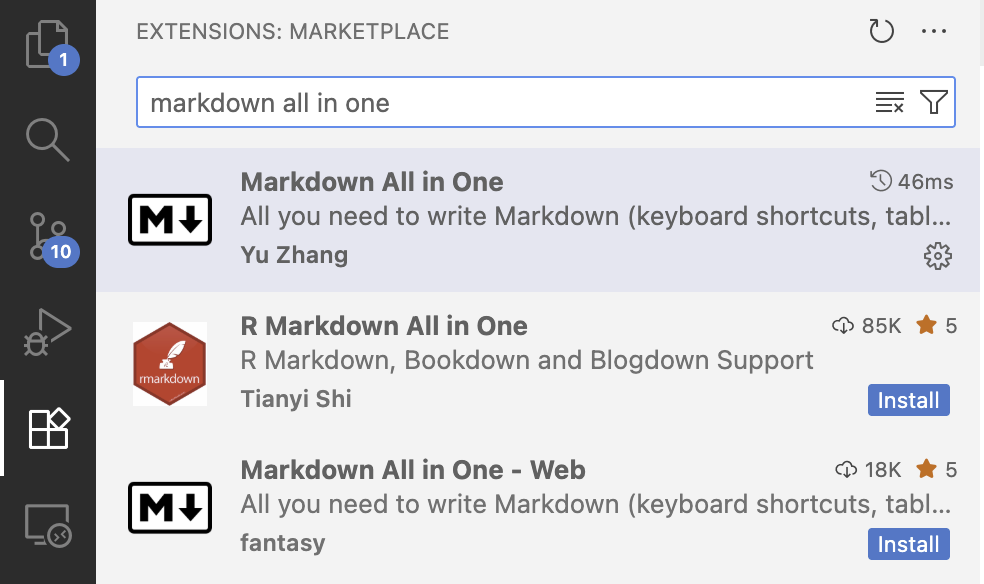 EXTENSIONS: MARKETPLACE
1
markdown all in one
Markdown All in One
46ms
All you need to write Markdown (keyboard shortcuts, tabl...
Yu Zhang
10
R Markdown All in One
85K
5
R Markdown, Bookdown and Blogdown Support
rmarkdown
Tianyi Shi
Install
Markdown All in One - Web
18K
5
All you need to write Markdown (keyboard shortcuts, tabl...
M
M
fantasy
Install